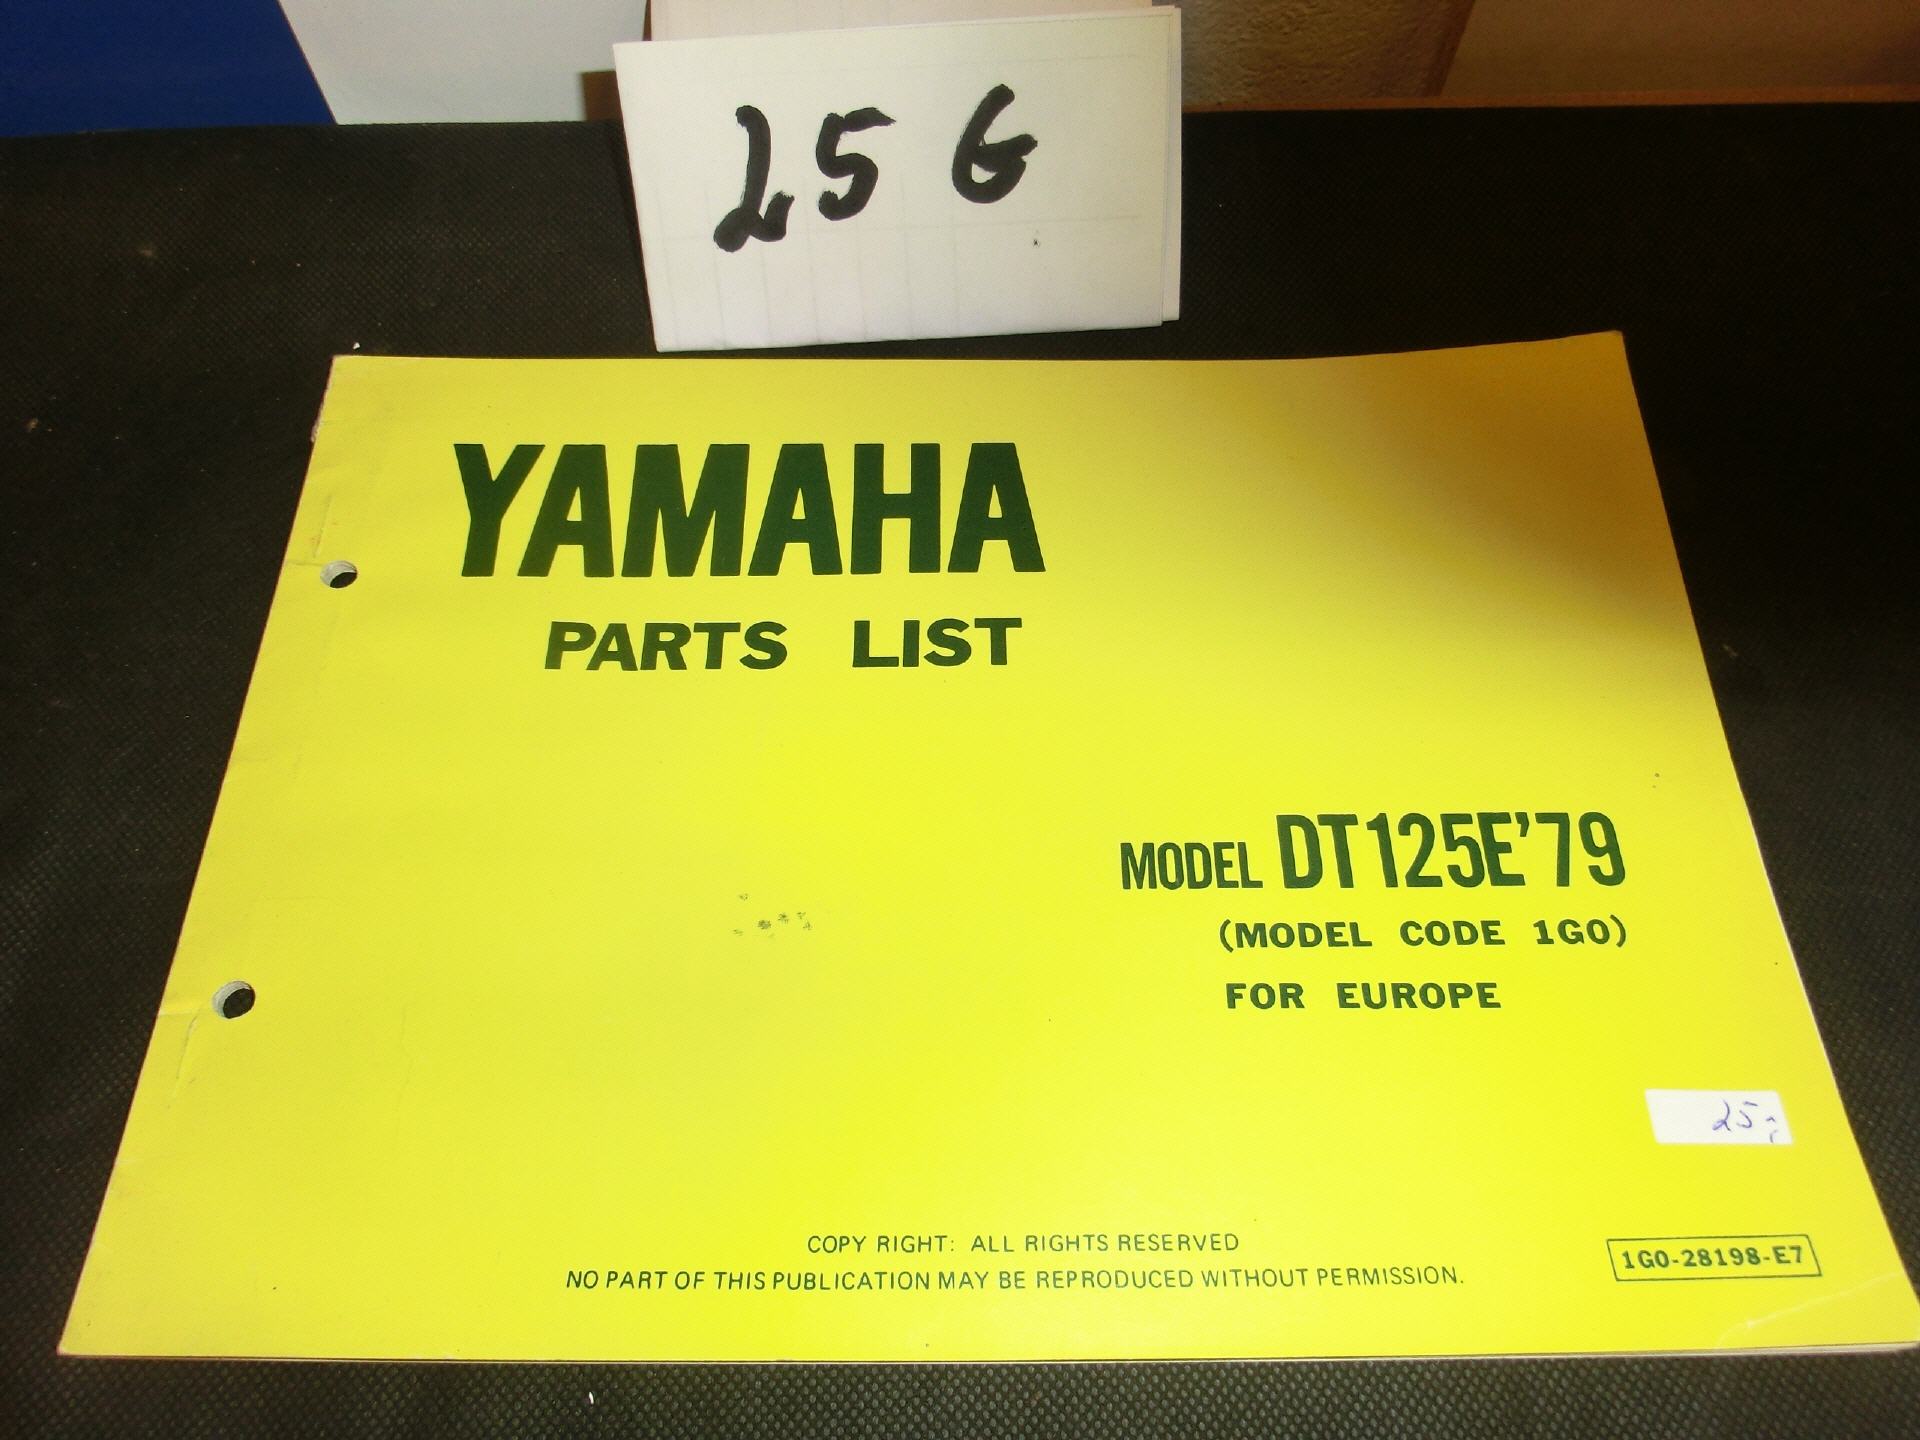 25 G
YAMAHA
PARTS LIST
MODEL DT125E'79
(MODEL CODE 1G0)
FOR EUROPE
25,-
COPY RIGHT: ALL RIGHTS RESERVED
NO PART OF THIS PUBLICATION MAY BE REPRODUCED WITHOUT PERMISSION.
1G0-28198-E7